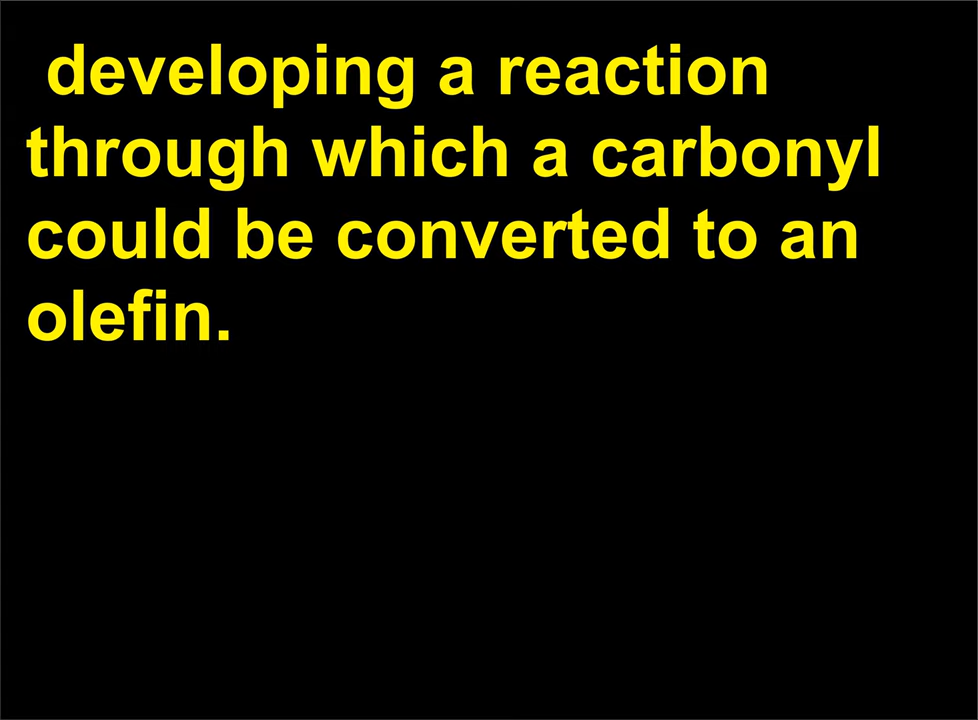 developing a reaction
through which a carbonyl
could be converted to an
olefin.